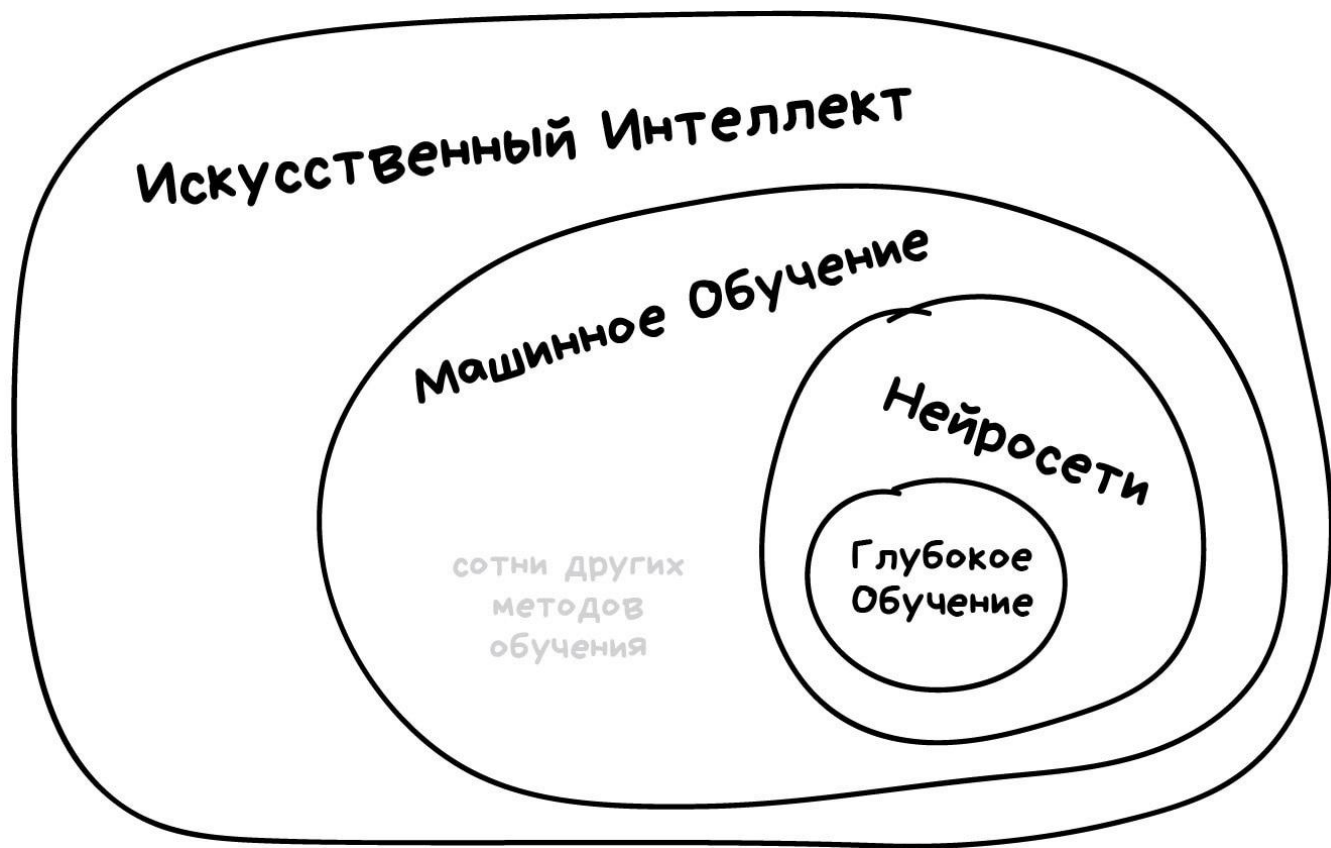 Искусственный Интеллект
Машинное Обучение
Нейросети
Глубокое
Обучение
сотни других
методов
обучения